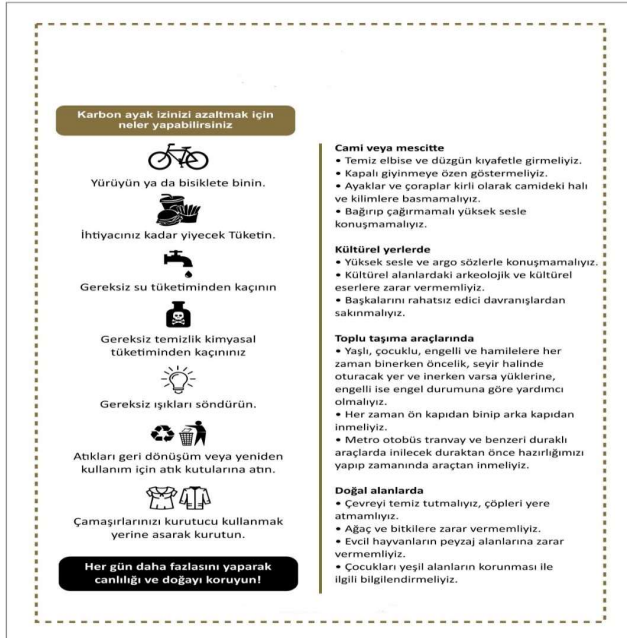 Karbon ayak izinizi azaltmak için
neler yapabilirsiniz
Yürüyün ya da bisiklete binin.
İhtiyacınız kadar yiyecek Tüketin.
Gereksiz su tüketiminden kaçının
Gereksiz temizlik kimyasal
tüketiminden kaçınınız
Gereksiz ışıkları söndürün.
Atıkları geri dönüşüm veya yeniden
kullanım için atık kutularına atın.
Çamaşırlarınızı kurutucu kullanmak
yerine asarak kurutun.
Her gün daha fazlasını yaparak
canlılığı ve doğayı koruyun!
Cami veya mescitte
• Temiz elbise ve düzgün kıyafetle girmeliyiz.
• Kapalı giyinmeye özen göstermeliyiz.
• Ayaklar ve çoraplar kirli olarak camideki halı
ve kilimlere basmamalıyız.
• Bağırıp çağırmamalı yüksek sesle
konuşmamalıyız.
Kültürel yerlerde
• Yüksek sesle ve argo sözlerle konuşmamalıyız.
• Kültürel alanlardaki arkeolojik ve kültürel
eserlere zarar vermemliyiz.
• Başkalarını rahatsız edici davranışlardan
sakınmalıyız.
Toplu taşıma araçlarında
• Yaşlı, çocuklu, engelli ve hamilelere her
zaman binerken öncelik, seyir halinde
oturacak yer ve inerken varsa yüklerine,
engelli ise engel durumuna göre yardımcı
olmalıyız.
• Her zaman ön kapıdan binip arka kapıdan
inmeliyiz.
• Metro otobüs tranvay ve benzeri duraklı
araçlarda inilecek duraktan önce hazırlığımızı
yapıp zamanında araçtan inmeliyiz.
Doğal alanlarda
• Çevreyi temiz tutmalıyız, çöpleri yere
atmamlıyız.
• Ağaç ve bitkilere zarar vermemliyiz.
• Evcil hayvanların peyzaj alanlarına zarar
vermemliyiz.
• Çocukları yeşil alanların korunması ile
ilgili bilgilendirmeliyiz.